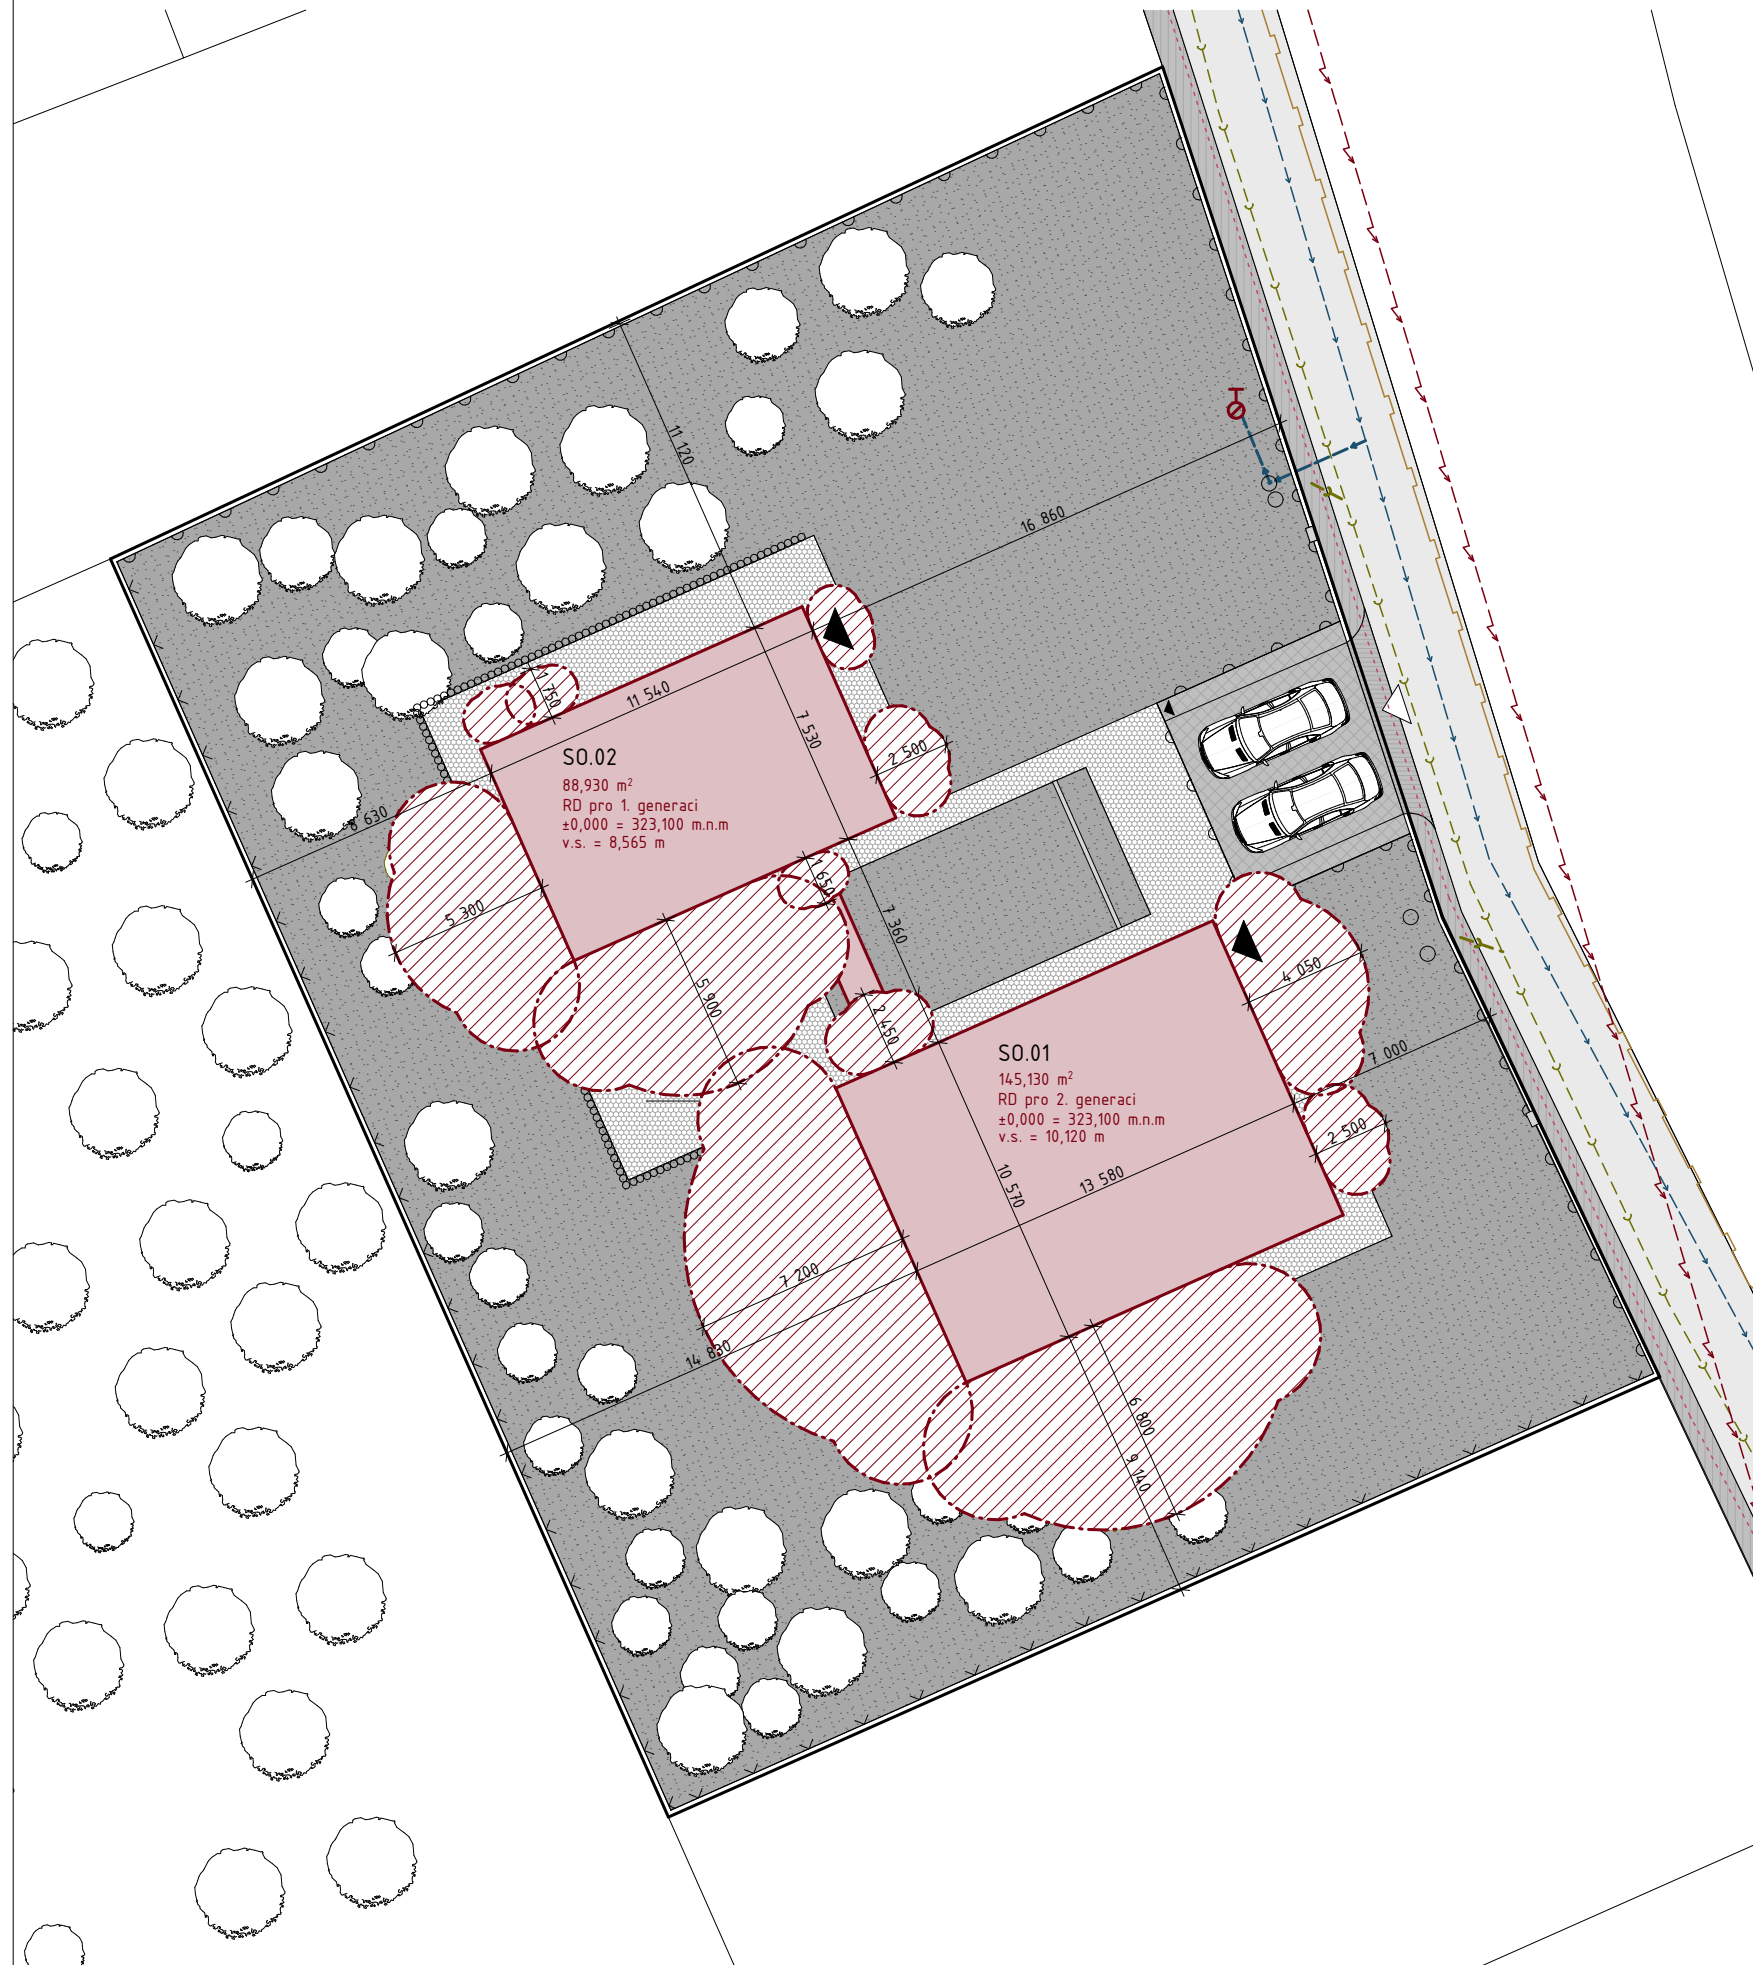 11 120
16 860
1 750
11 540
7 530
SO.02
88,930 m²
RD pro 1. generaci
±0,000 = 323,100 m.n.m
v.s. = 8,565 m
2 500
8 630
1 650
5 300
7 360
5 900
4 050
2 450
SO.01
145,130 m²
RD pro 2. generaci
±0,000 = 323,100 m.n.m
v.s. = 10,120 m
7 000
2 500
10 570
13 580
7 200
14 830
6 800
9 140